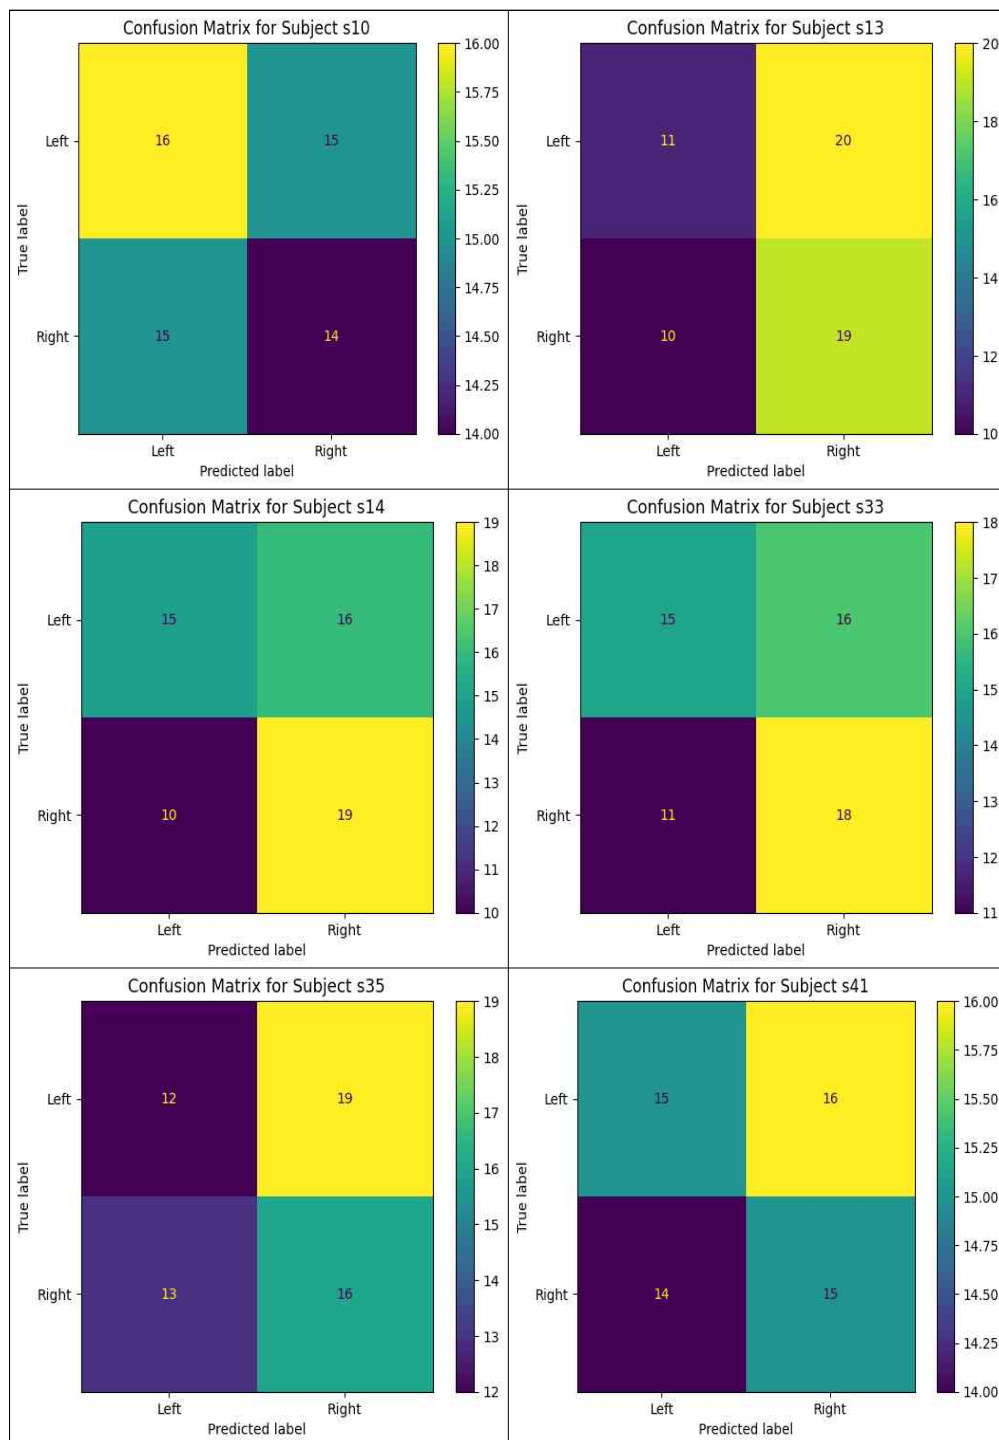 Confusion Matrix for Subject s10
True label
Left
Right
16 15
15 14
Left Right
Predicted label
16.00
15.75
15.50
15.25
15.00
14.75
14.50
14.25
14.00
Confusion Matrix for Subject s13
True label
Left
Right
11 20
10 19
Left Right
Predicted label
20
18
16
14
12
10
Confusion Matrix for Subject s14
True label
Left
Right
15 16
10 19
Left Right
Predicted label
19
18
17
16
15
14
13
12
11
10
Confusion Matrix for Subject s33
True label
Left
Right
15 16
11 18
Left Right
Predicted label
18
17
16
15
14
13
12
11
Confusion Matrix for Subject s35
True label
Left
Right
12 19
13 16
Left Right
Predicted label
19
18
17
16
15
14
13
12
Confusion Matrix for Subject s41
True label
Left
Right
15 16
14 15
Left Right
Predicted label
16.00
15.75
15.50
15.25
15.00
14.75
14.50
14.25
14.00